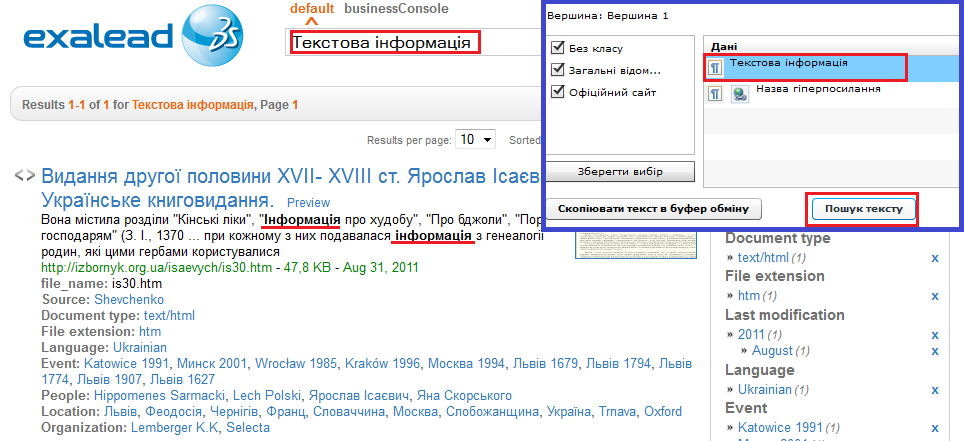 default businessConsole
exalead
Текстова інформація
Results 1-1 of 1 for Текстова інформація, Page 1
Results per page: 10 Sorted
Видання другої половини XVII- XVIII ст. Ярослав Ісаєв
Українське книговидання. Preview
Вона містила розділи "Кінські ліки", "Інформація про худобу", "Про бджоли", "Пор
господарям" (З. І., 1370 ... при кожному з них подавалася інформація з генеалогії
родин, які цими гербами користувалися
http://izbornyk.org.ua/isaevych/is30.htm - 47,8 KB - Aug 31, 2011
file_name: is30.htm
Source: Shevchenko
Document type: text/html
File extension: htm
Language: Ukrainian
Event: Katowice 1991, Минск 2001, Wrocław 1985, Kraków 1996, Москва 1994, Львів 1679, Львів 1794, Львів
1774, Львів 1907, Львів 1627
People: Hippomenes Sarmacki, Lech Polski, Ярослав Ісаєвич, Яна Скорського
Location: Львів, Феодосія, Чернігів, Франц, Словаччина, Москва, Слобожанщина, Україна, Trnava, Oxford
Organization: Lemberger K.K, Selecta
Вершина: Вершина 1
Без класу
Загальні відом...
Офіційний сайт
Зберегти вибір
Дані
Текстова інформація
Назва гіперпосилання
Скопіювати текст в буфер обміну
Пошук тексту
Document type
» text/html (1) x
File extension
» htm (1) x
Last modification
» 2011 (1) x
» August (1) x
Language
» Ukrainian (1) x
Event
» Katowice 1991 (1) x